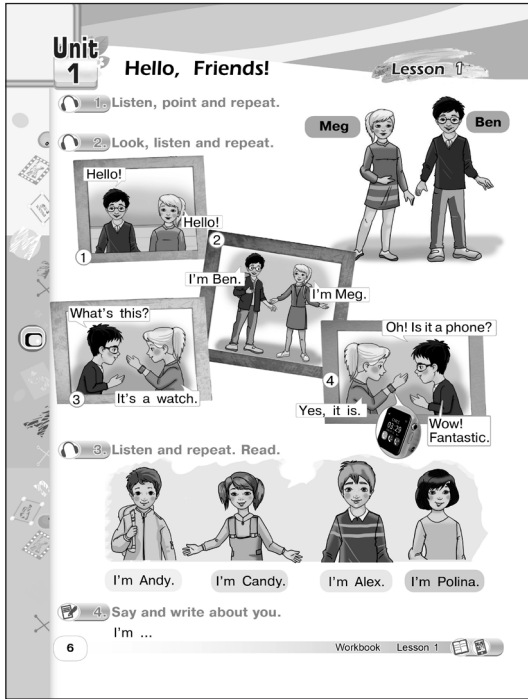 Unit
1
Hello, Friends!
Lesson 1
1. Listen, point and repeat.
Meg
Ben
2. Look, listen and repeat.
Hello!
Hello!
1
2
I'm Ben.
I'm Meg.
What's this?
It's a watch.
3
Oh! Is it a phone?
4
Yes, it is.
03:29
Wow!
Fantastic.
3. Listen and repeat. Read.
I'm Andy.
I'm Candy.
I'm Alex.
I'm Polina.
4. Say and write about you.
I'm ...
6
Workbook Lesson 1